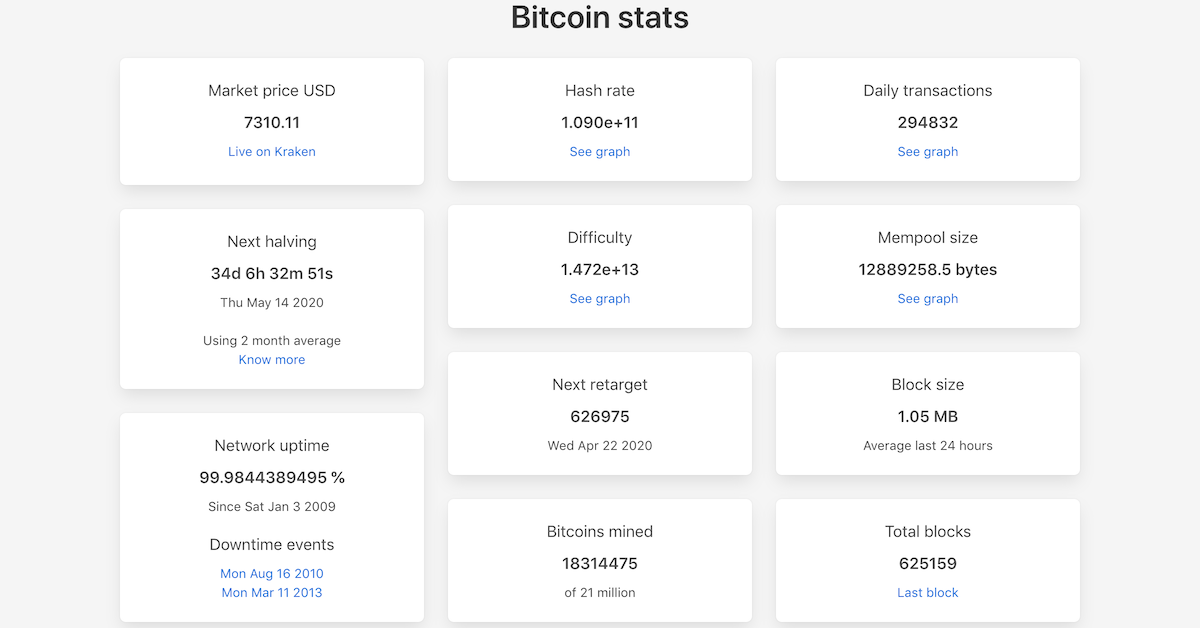 Bitcoin stats
Market price USD
7310.11
Live on Kraken
Next halving
34d 6h 32m 51s
Thu May 14 2020
Using 2 month average
Know more
Network uptime
99.9844389495 %
Since Sat Jan 3 2009
Downtime events
Mon Aug 16 2010
Mon Mar 11 2013
Hash rate
1.090e+11
See graph
Difficulty
1.472e+13
See graph
Next retarget
626975
Wed Apr 22 2020
Bitcoins mined
18314475
of 21 million
Daily transactions
294832
See graph
Mempool size
12889258.5 bytes
See graph
Block size
1.05 MB
Average last 24 hours
Total blocks
625159
Last block